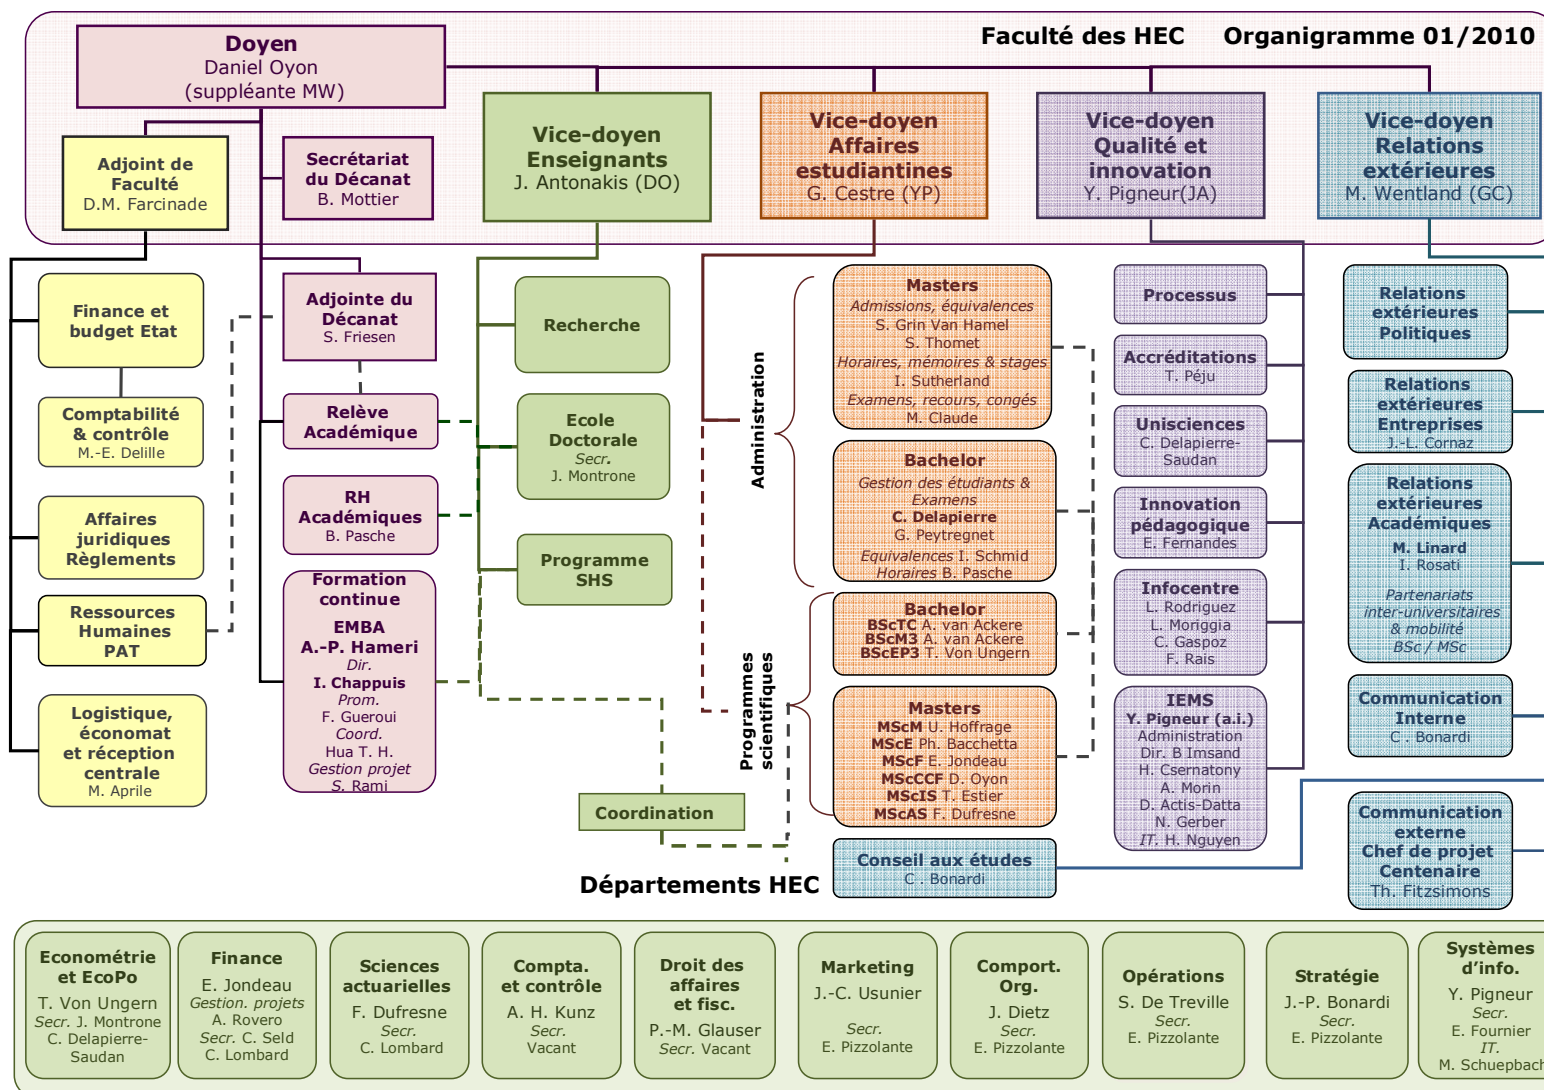 Faculté des HEC    Organigramme 01/2010
Doyen
Daniel Oyon
(suppléante MW)
Adjoint de
Faculté
D.M. Farcinade
Secrétariat
du Décanat
B. Mottier
Vice-doyen
Enseignants
J. Antonakis (DO)
Vice-doyen
Affaires
estudiantines
G. Cestre (YP)
Vice-doyen
Qualité et
innovation
Y. Pigneur(JA)
Vice-doyen
Relations
extérieures
M. Wentland (GC)
Finance et
budget Etat
Comptabilité
& contrôle
M.-E. Delille
Affaires
juridiques
Règlements
Ressources
Humaines
PAT
Logistique,
économat
et réception
centrale
M. Aprile
Adjointe du
Décanat
S. Friesen
Relève
Académique
RH
Académiques
B. Pasche
Formation
continue
EMBA
A.-P. Hameri
Dir.
I. Chappuis
Prom.
F. Gueroui
Coord.
Hua T. H.
Gestion projet
S. Rami
Recherche
Ecole
Doctorale
Secr.
J. Montrone
Programme
SHS
Coordination
Administration
Programmes
scientifiques
Masters
Admissions, équivalences
S. Grin Van Hamel
S. Thomet
Horaires, mémoires & stages
I. Sutherland
Examens, recours, congés
M. Claude
Bachelor
Gestion des étudiants &
Examens
C. Delapierre
G. Peytregnet
Equivalences I. Schmid
Horaires B. Pasche
Bachelor
BScTC A. van Ackere
BScM3 A. van Ackere
BScEP3 T. Von Ungern
Masters
MScM U. Hoffrage
MScE Ph. Bacchetta
MScF E. Jondeau
MScCCF D. Oyon
MScIS T. Estier
MScAS F. Dufresne
Conseil aux études
C . Bonardi
Processus
Accréditations
T. Péju
Unisciences
C. Delapierre-
Saudan
Innovation
pédagogique
E. Fernandes
Infocentre
L. Rodriguez
L. Moriggia
C. Gaspoz
F. Rais
IEMS
Y. Pigneur (a.i.)
Administration
Dir. B Imsand
H. Csernatony
A. Morin
D. Actis-Datta
N. Gerber
IT. H. Nguyen
Relations
extérieures
Politiques
Relations
extérieures
Entreprises
J.-L. Cornaz
Relations
extérieures
Académiques
M. Linard
I. Rosati
Partenariats
inter-universitaires
& mobilité
BSc / MSc
Communication
Interne
C . Bonardi
Communication
externe
Chef de projet
Centenaire
Th. Fitzsimons
Départements HEC
Econométrie
et EcoPo
T. Von Ungern
Secr. J. Montrone
C. Delapierre-
Saudan
Finance
E. Jondeau
Gestion. projets
A. Rovero
Secr. C. Seld
C. Lombard
Sciences
actuarielles
F. Dufresne
Secr.
C. Lombard
Compta.
et contrôle
A. H. Kunz
Secr.
Vacant
Droit des
affaires
et fisc.
P.-M. Glauser
Secr. Vacant
Marketing
J.-C. Usunier
Secr.
E. Pizzolante
Comport.
Org.
J. Dietz
Secr.
E. Pizzolante
Opérations
S. De Treville
Secr.
E. Pizzolante
Stratégie
J.-P. Bonardi
Secr.
E. Pizzolante
Systèmes
d'info.
Y. Pigneur
Secr.
E. Fournier
IT.
M. Schuepbach